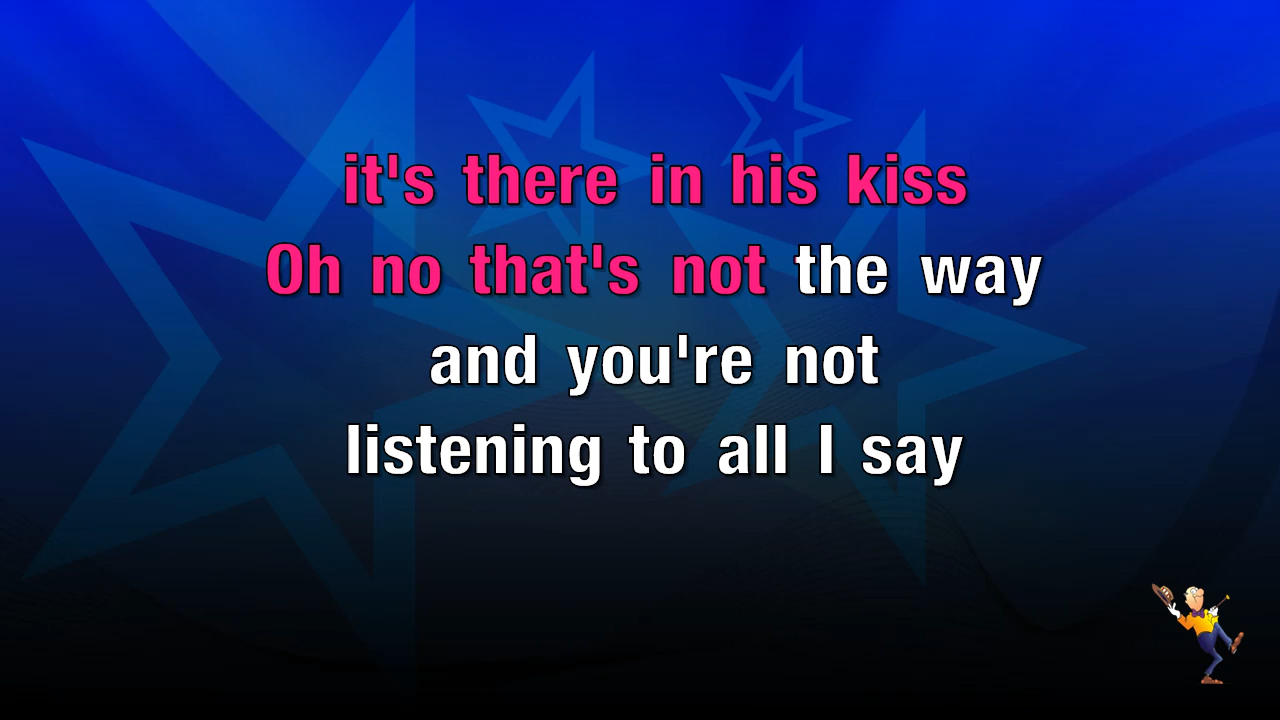 it's there in his kiss
Oh no that's not the way
and you're not
listening to all I say